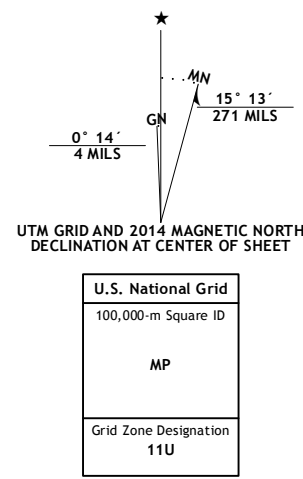 ★
MN
GN
15° 13´
271 MILS
0° 14´
4 MILS
UTM GRID AND 2014 MAGNETIC NORTH
DECLINATION AT CENTER OF SHEET
U.S. National Grid
100,000-m Square ID
MP
Grid Zone Designation
11U